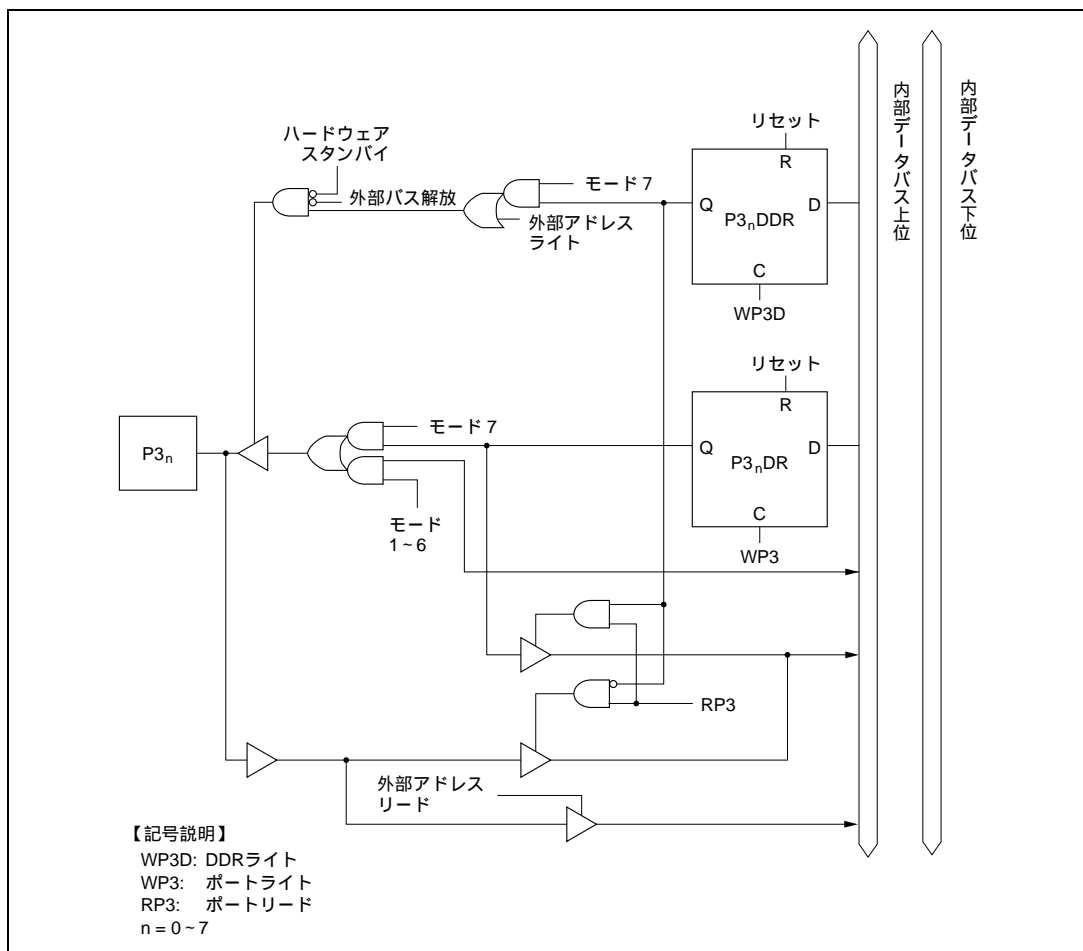 ハードウェア
スタンバイ
外部バス解放
モード 7
外部アドレス
ライト
リセット
R
Q
D
P3nDDR
C
WP3D
内部データバス上位
内部データバス下位
リセット
R
Q
D
P3nDR
C
WP3
P3n
モード 7
モード
1~6
RP3
外部アドレス
リード
【記号説明】
WP3D: DDRライト
WP3: ポートライト
RP3: ポートリード
n = 0~7